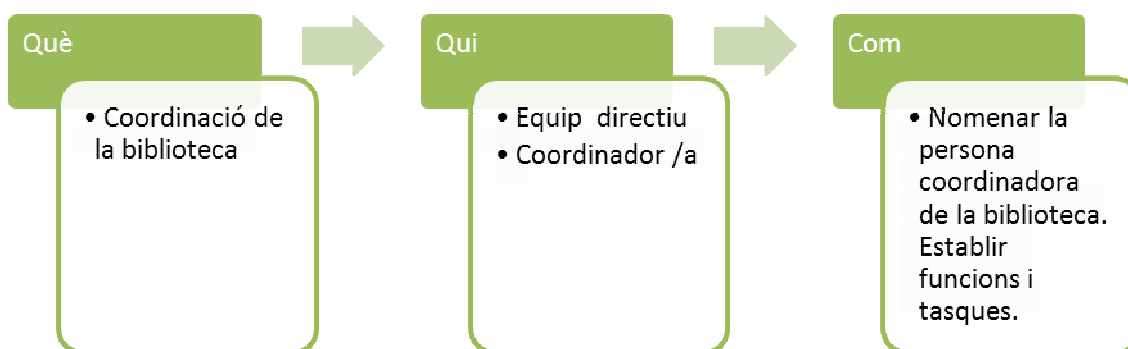 Què
• Coordinació de
la biblioteca
Qui
• Equip directiu
• Coordinador /a
Com
• Nomenar la
persona
coordinadora
de la biblioteca.
Establir
funcions i
tasques.